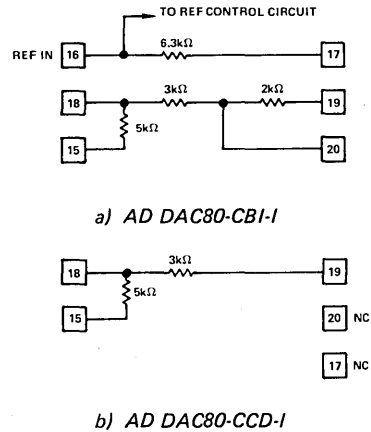 TO REF CONTROL CIRCUIT
REF IN 16 6.3kΩ 17
18 3kΩ 2kΩ 19
5kΩ
15 20
a) AD DAC80-CBI-I
18 3kΩ 19
5kΩ
15 20 NC
17 NC
b) AD DAC80-CCD-I